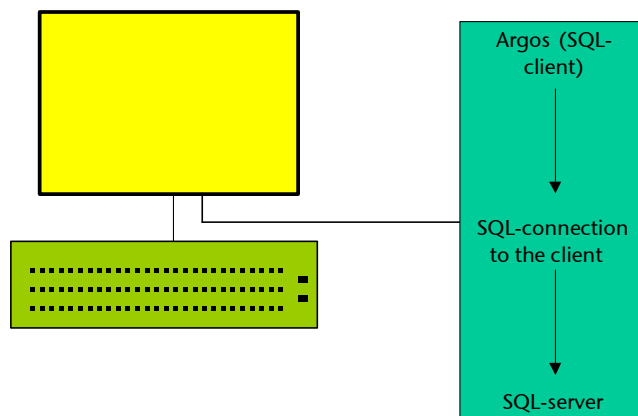 Argos (SQL-
client)
SQL-connection
to the client
SQL-server